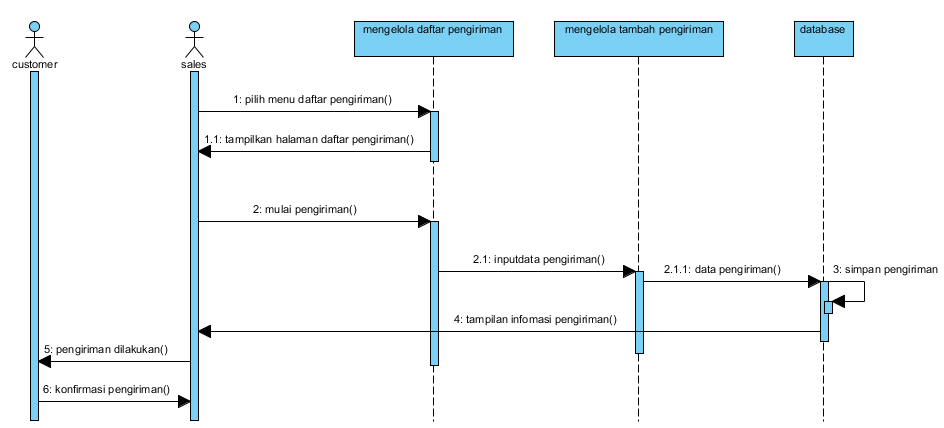 mengelola daftar pengiriman
mengelola tambah pengiriman
database
customer
sales
1: pilih menu daftar pengiriman()
1.1: tampilkan halaman daftar pengiriman()
2: mulai pengiriman()
2.1: inputdata pengiriman()
2.1.1: data pengiriman()
3: simpan pengiriman
4: tampilan infomasi pengiriman()
5: pengiriman dilakukan()
6: konfirmasi pengiriman()